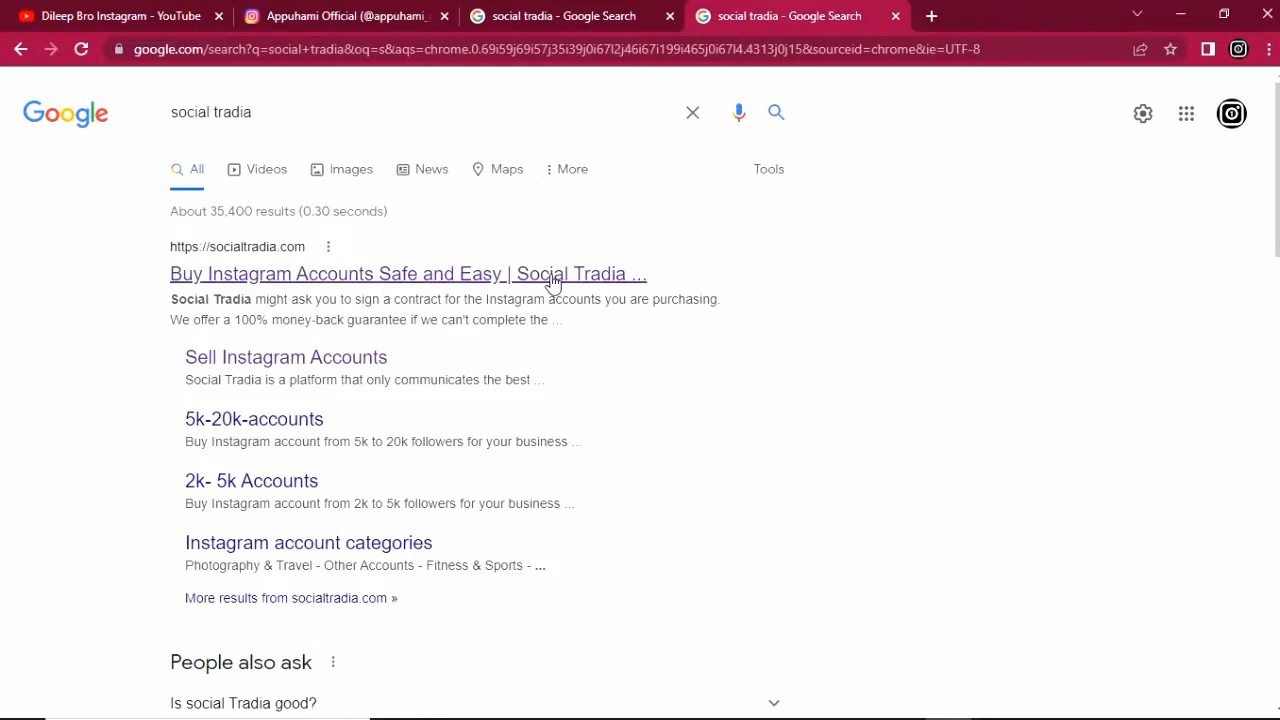 Dileep Bro Instagram - YouTube
Appuhami Official (@appuhami_
social tradia - Google Search
social tradia - Google Search
google.com/search?q=social+tradia&oq=s&aqs=chrome.0.69i59j69i57j35i39j0i67l2j46i67i199i465j0i67l4.4313j0j15&sourceid=chrome&ie=UTF-8
Google
social tradia
All
Videos
Images
News
Maps
More
Tools
About 35,400 results (0.30 seconds)
https://socialtradia.com
Buy Instagram Accounts Safe and Easy | Social Tradia ...
Social Tradia might ask you to sign a contract for the Instagram accounts you are purchasing.
We offer a 100% money-back guarantee if we can't complete the ...
Sell Instagram Accounts
Social Tradia is a platform that only communicates the best ...
5k-20k-accounts
Buy Instagram account from 5k to 20k followers for your business ...
2k- 5k Accounts
Buy Instagram account from 2k to 5k followers for your business ...
Instagram account categories
Photography & Travel - Other Accounts - Fitness & Sports - ...
More results from socialtradia.com »
People also ask
Is social Tradia good?